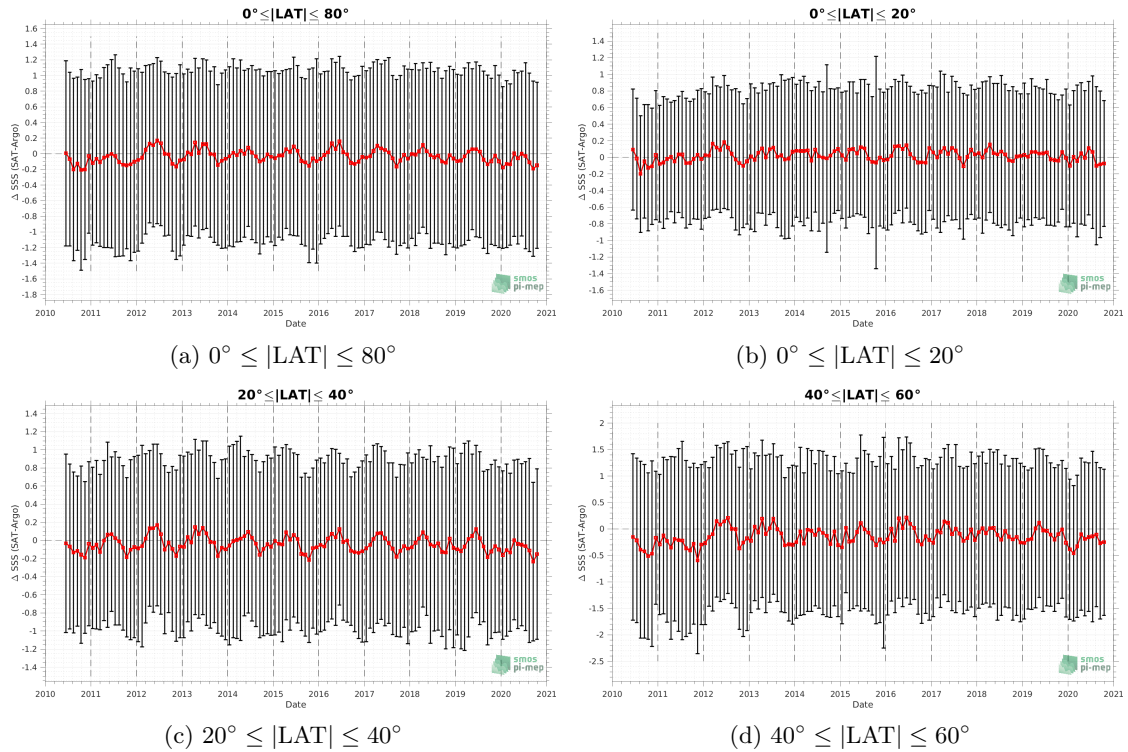 0°≤|LAT|≤ 80°
Δ SSS (SAT-Argo)
1.6
1.4
1.2
1
0.8
0.6
0.4
0.2
0
-0.2
-0.4
-0.6
-0.8
-1
-1.2
-1.4
-1.6
-1.8
smos
pi-mep
2010 2011 2012 2013 2014 2015 2016 2017 2018 2019 2020 2021
Date
(a) 0° ≤ |LAT| ≤ 80°
0°≤|LAT|≤ 20°
Δ SSS (SAT-Argo)
1.6
1.4
1.2
1
0.8
0.6
0.4
0.2
0
-0.2
-0.4
-0.6
-0.8
-1
-1.2
-1.4
-1.6
smos
pi-mep
2010 2011 2012 2013 2014 2015 2016 2017 2018 2019 2020 2021
Date
(b) 0° ≤ |LAT| ≤ 20°
20°≤|LAT|≤ 40°
Δ SSS (SAT-Argo)
1.4
1.2
1
0.8
0.6
0.4
0.2
0
-0.2
-0.4
-0.6
-0.8
-1
-1.2
-1.4
smos
pi-mep
2010 2011 2012 2013 2014 2015 2016 2017 2018 2019 2020 2021
Date
(c) 20° ≤ |LAT| ≤ 40°
40°≤|LAT|≤ 60°
Δ SSS (SAT-Argo)
2
1.5
1
0.5
0
-0.5
-1
-1.5
-2
-2.5
smos
pi-mep
2010 2011 2012 2013 2014 2015 2016 2017 2018 2019 2020 2021
Date
(d) 40° ≤ |LAT| ≤ 60°